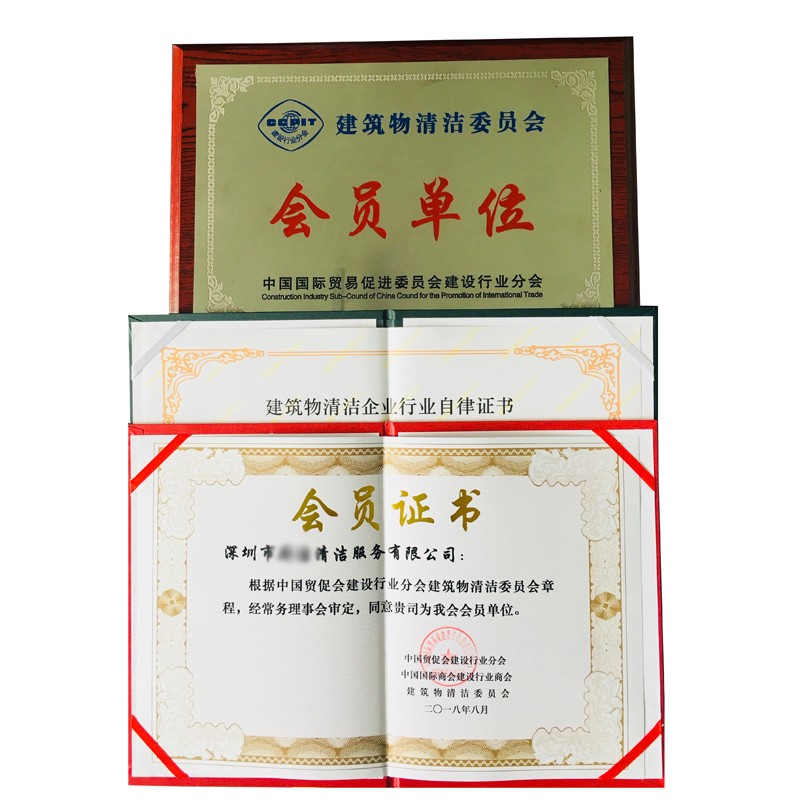 CCPIT
建设行业分会
建筑物清洁委员会
会员单位
中国国际贸易促进委员会建设行业分会
Construction Industry Sub-Cound of China Cound for the Promotion of International Trade
建筑物清洁企业行业自律证书
会员证书
深圳市清洁服务有限公司：
根据中国贸促会建设行业分会建筑物清洁委员会章
程，经常务理事会审定，同意贵司为我会会员单位。
中国贸促会建设行业分会
中国国际商会建设行业商会
建筑物清洁委员会
二〇一八年八月